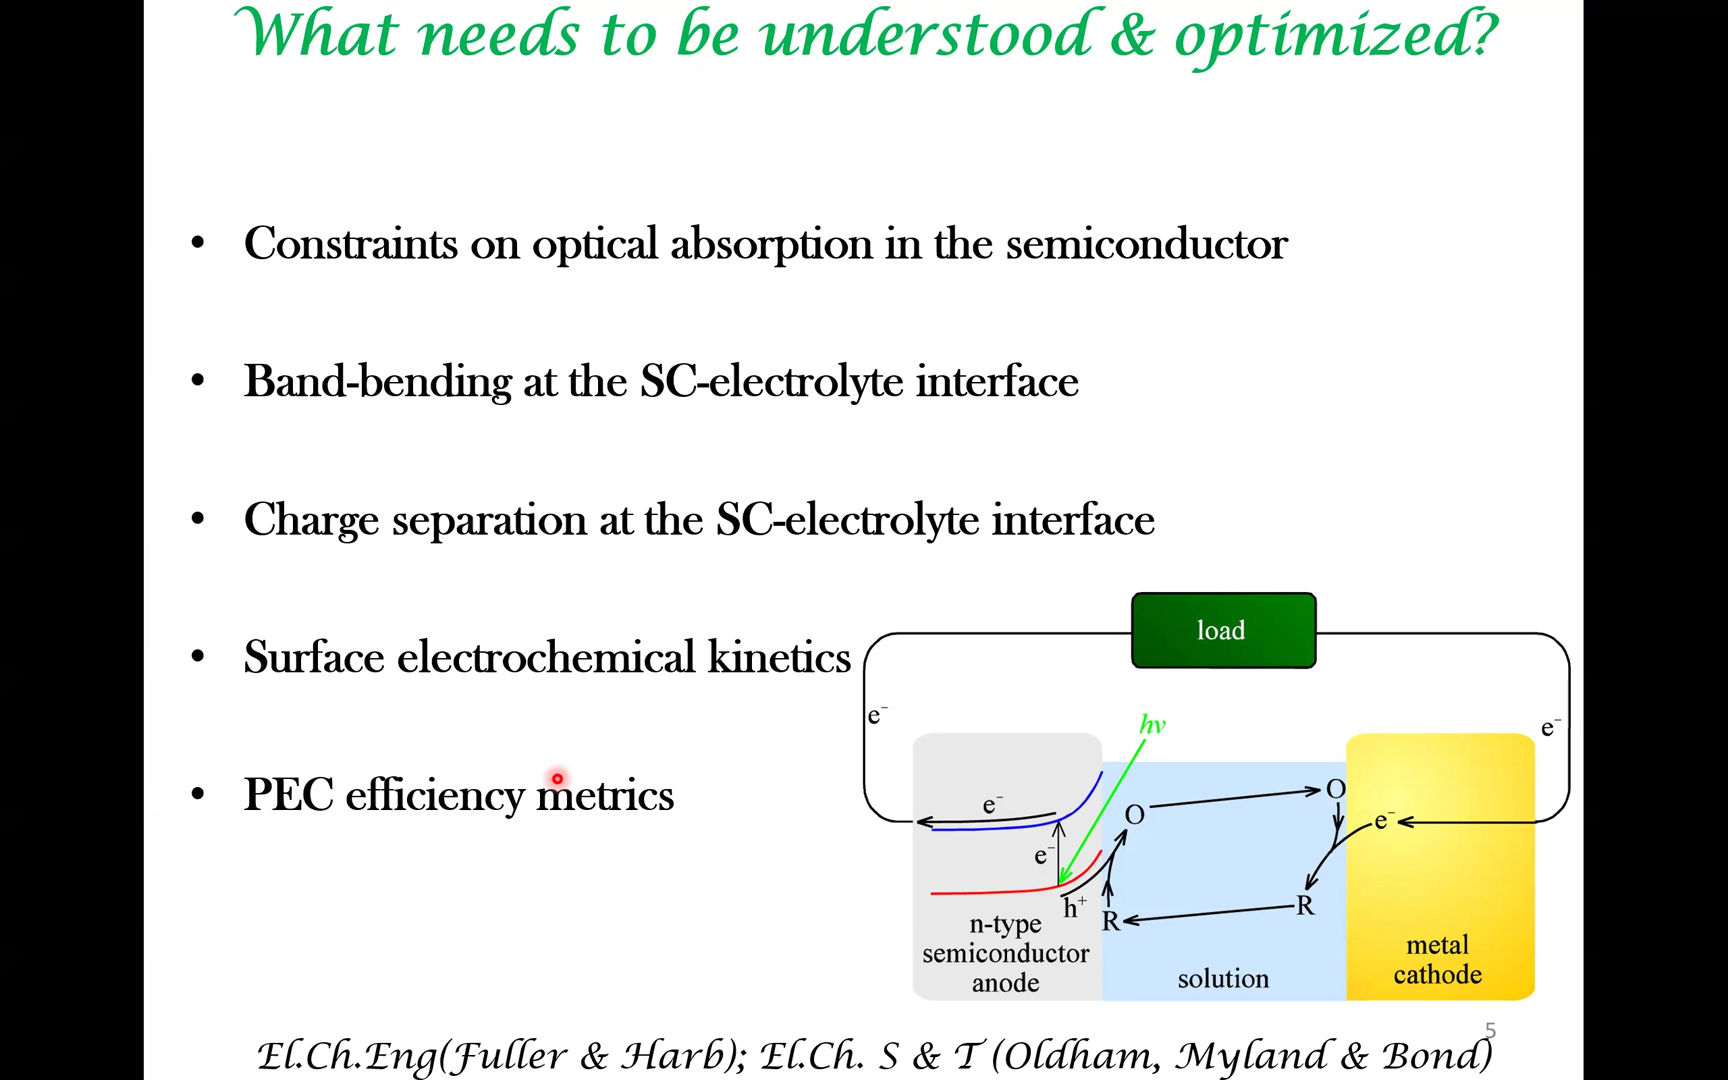 What needs to be understood & optimized?
• Constraints on optical absorption in the semiconductor
• Band-bending at the SC-electrolyte interface
• Charge separation at the SC-electrolyte interface
• Surface electrochemical kinetics
• PEC efficiency metrics
load
e⁻
e⁻
hν
e⁻
O
O
e⁻
e⁻
h⁺
R
R
n-type
semiconductor
anode
solution
metal
cathode
5
El.Ch.Eng(Fuller & Harb); El.Ch. S & T (Oldham, Myland & Bond)